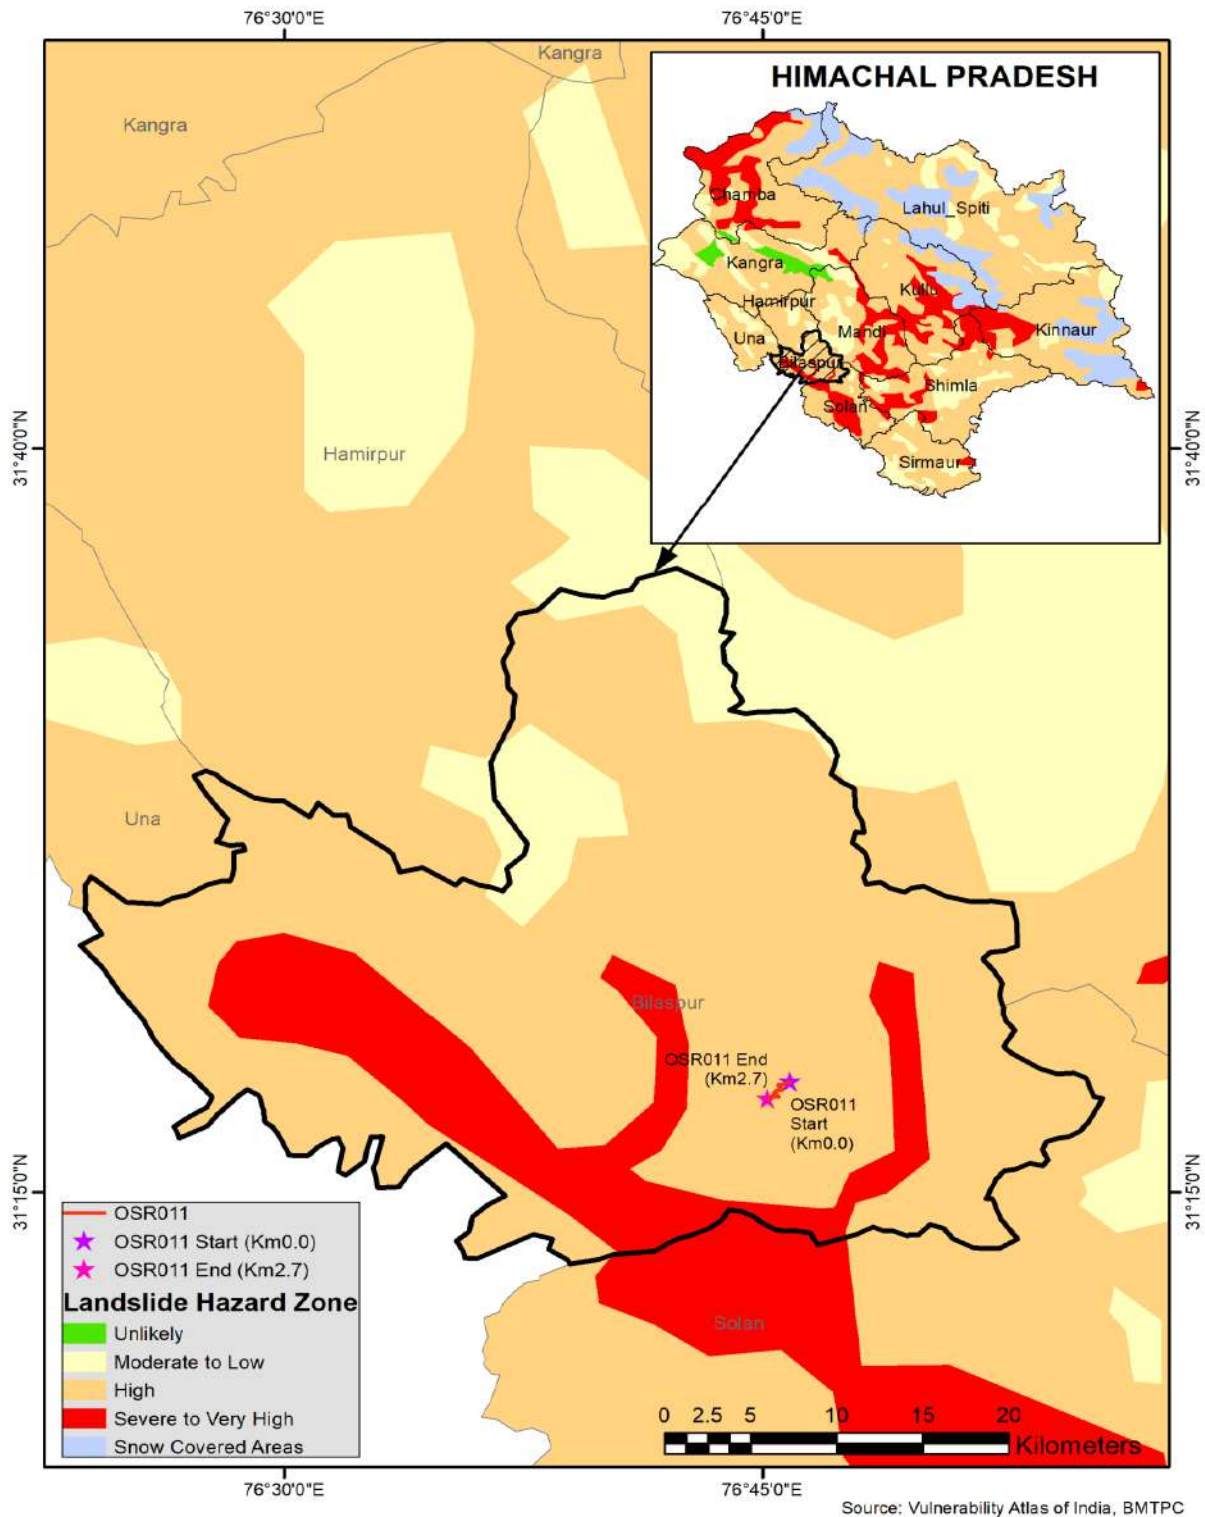 76°30'0"E
76°45'0"E
Kangra
Kangra
HIMACHAL PRADESH
Chamba
Lahul_Spiti
Kangra
Kullu
Hamirpur
Kinnaur
Una
Mandi
Bilaspur
Shimla
Solan
Sirmaur
31°40'0"N
31°40'0"N
Hamirpur
Una
Bilaspur
OSR011 End
(Km2.7)
OSR011
Start
(Km0.0)
31°15'0"N
31°15'0"N
OSR011
OSR011 Start (Km0.0)
OSR011 End (Km2.7)
Landslide Hazard Zone
Unlikely
Moderate to Low
High
Severe to Very High
Snow Covered Areas
Solan
0 2.5 5 10 15 20
Kilometers
76°30'0"E
76°45'0"E
Source: Vulnerability Atlas of India, BMTPC